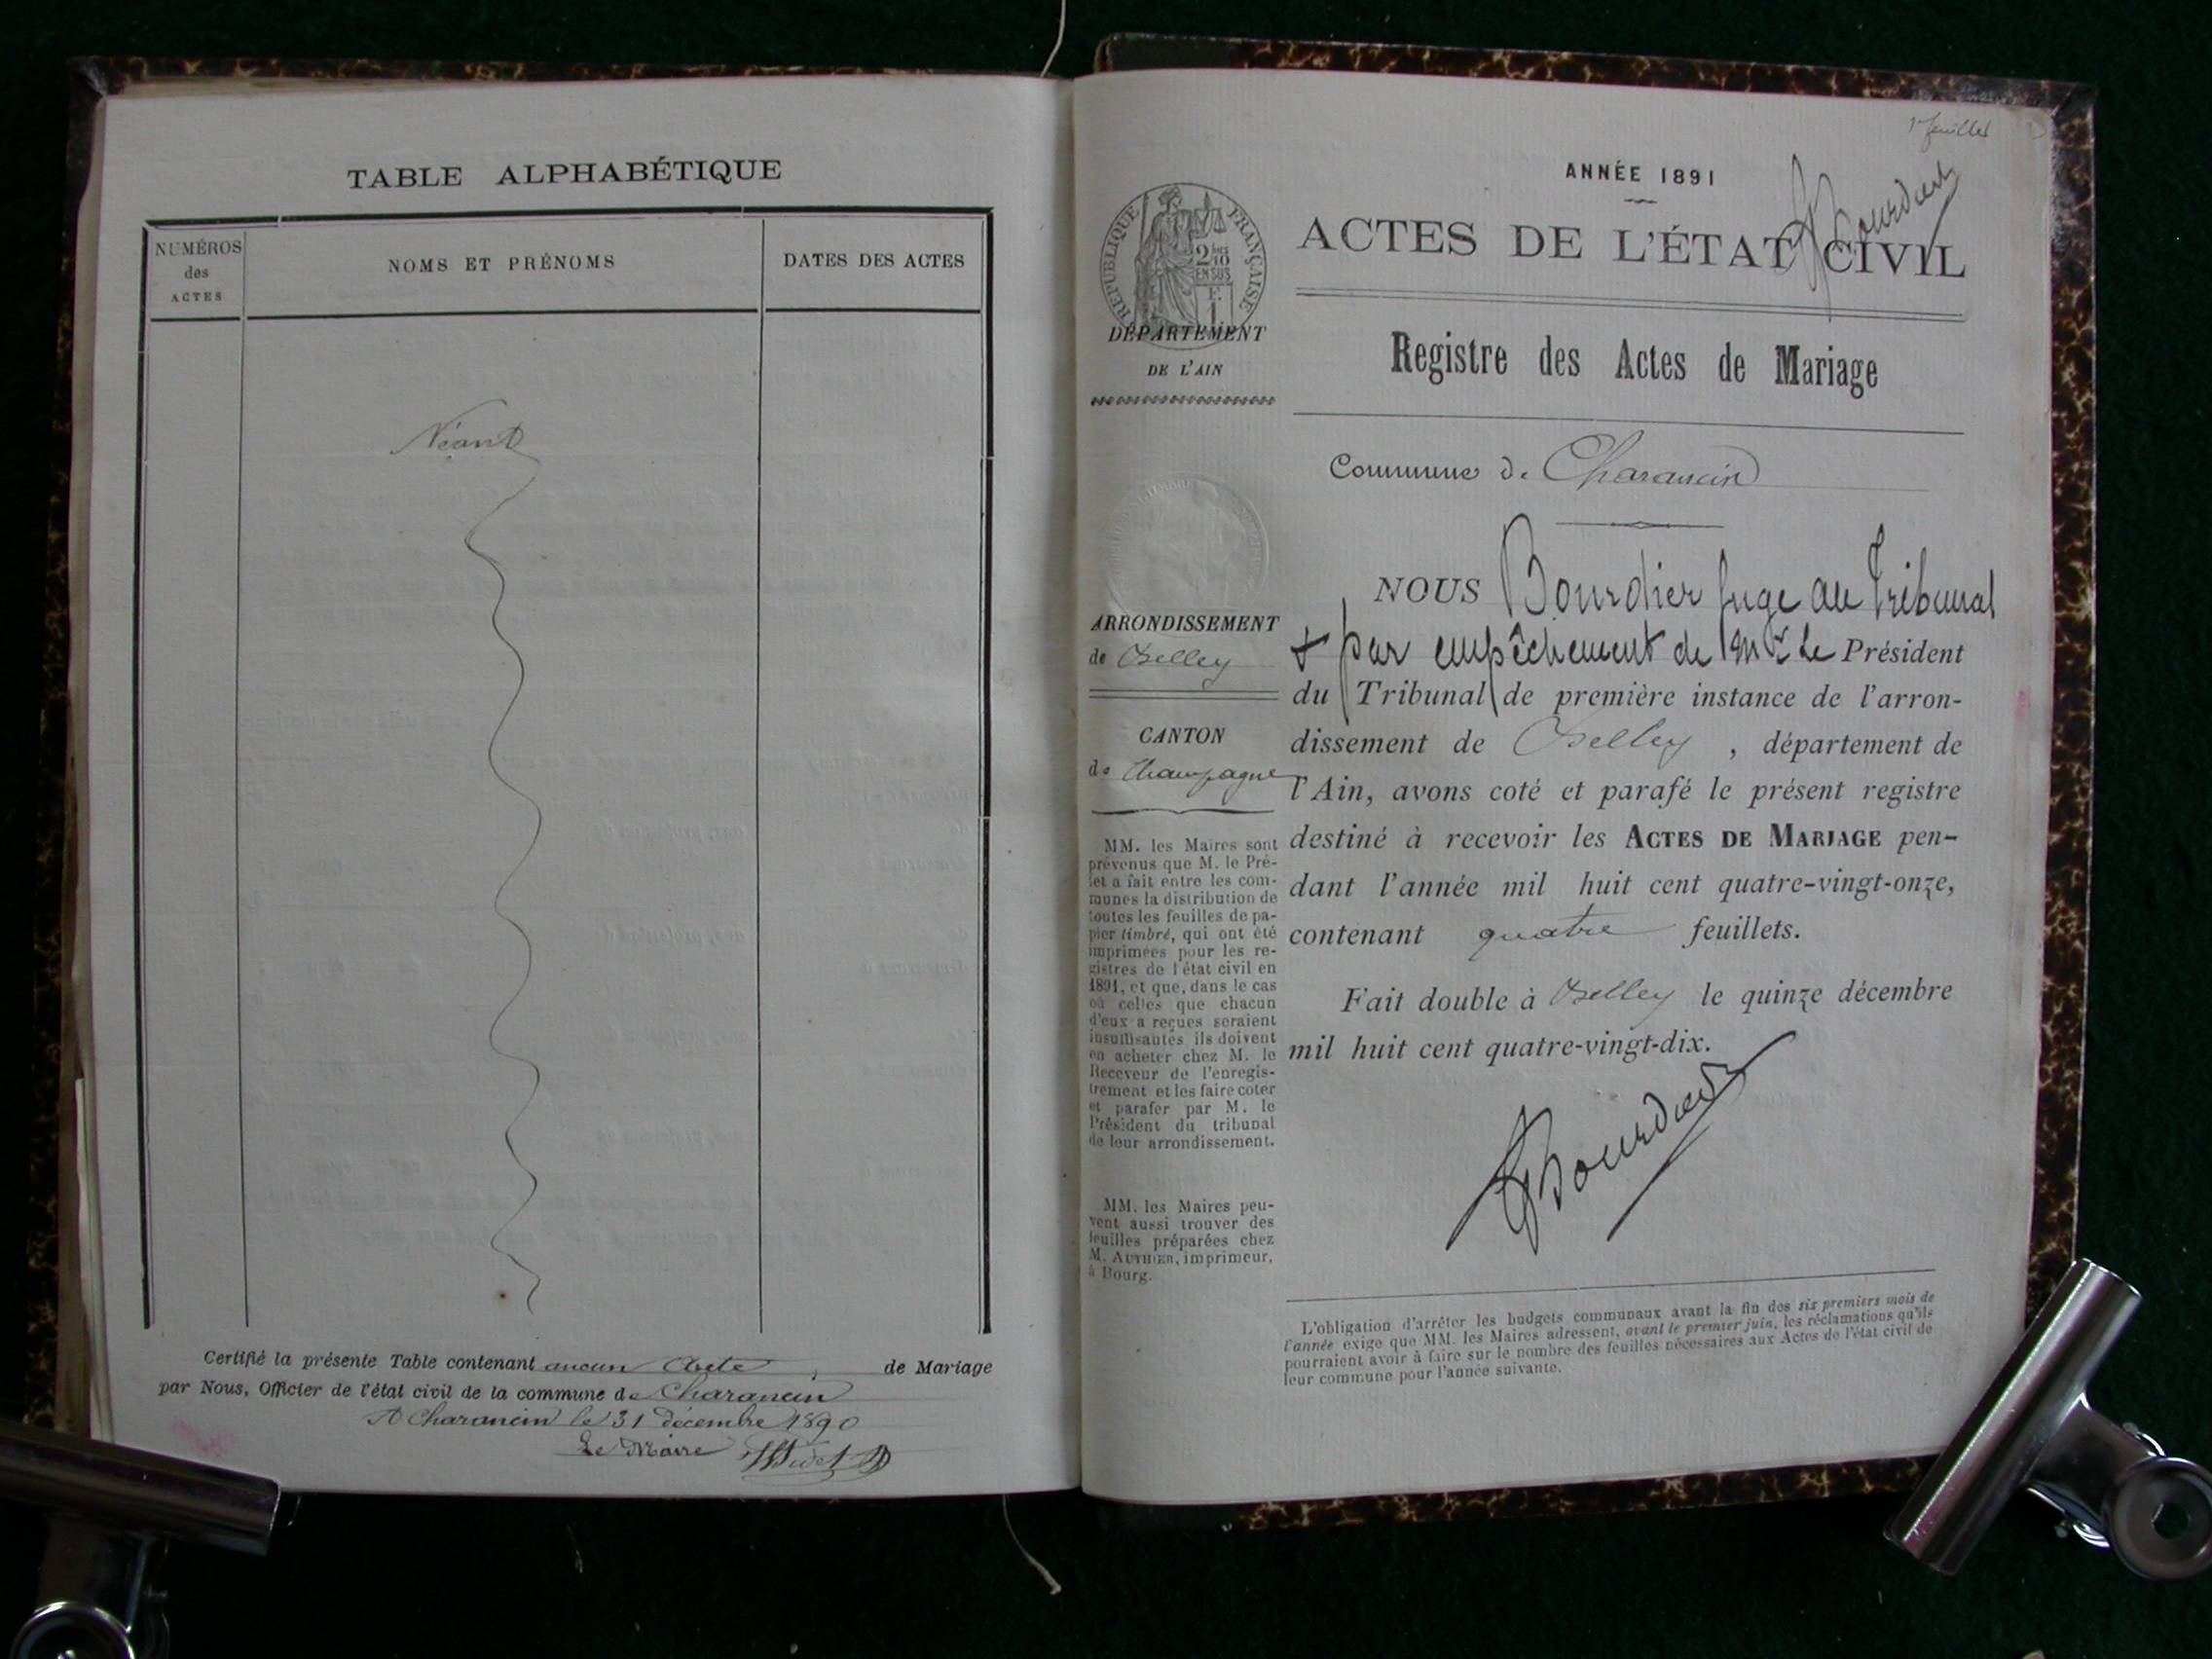 TABLE ALPHABÉTIQUE
NUMÉROS
des
ACTES
NOMS ET PRÉNOMS
DATES DES ACTES
Néant
Certifié la présente Table contenant aucun Acte, de Mariage
par Nous, Officier de l'état civil de la commune de Charancin
A Charancin le 31 décembre 1890
Le Maire
1er feuillet
Bourdier
ANNÉE 1891
ACTES DE L'ÉTAT CIVIL
Registre des Actes de Mariage
RÉPUBLIQUE FRANÇAISE
2/10
EN SUS
DÉPARTEMENT
DE L'AIN
Commune de Charancin
ARRONDISSEMENT
de Belley
CANTON
de Champagne
MM. les Maires sont
prévenus que M. le Pré-
fet a fait entre les com-
munes la distribution de
toutes les feuilles de pa-
pier timbré, qui ont été
imprimées pour les re-
gistres de l'état civil en
1891, et que, dans le cas
où celles que chacun
d'eux a reçues seraient
insuffisantes, ils doivent
en acheter chez M. le
Receveur de l'enregis-
trement et les faire coter
et parafer par M. le
Président du tribunal
de leur arrondissement.
MM. les Maires peu-
vent aussi trouver des
feuilles préparées chez
M. AUTHIER, imprimeur,
à Bourg.
NOUS Bourdier Juge au Tribunal
+ par empêchement de Mr Le Président
du Tribunal de première instance de l'arron-
dissement de Belley, département de
l'Ain, avons coté et parafé le présent registre
destiné à recevoir les ACTES DE MARIAGE pen-
dant l'année mil huit cent quatre-vingt-onze,
contenant quatre feuillets.
Fait double à Belley le quinze décembre
mil huit cent quatre-vingt-dix.
Bourdier
L'obligation d'arrêter les budgets communaux avant la fin des six premiers mois de
l'année exige que MM. les Maires adressent, avant le premier juin, les réclamations qu'ils
pourraient avoir à faire sur le nombre des feuilles nécessaires aux Actes de l'état civil de
leur commune pour l'année suivante.